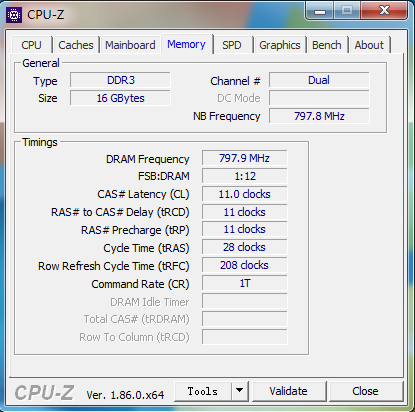 CPU-Z
CPU Caches Mainboard Memory SPD Graphics Bench About
General
Type DDR3 Channel # Dual
Size 16 GBytes DC Mode
NB Frequency 797.8 MHz
Timings
DRAM Frequency 797.9 MHz
FSB:DRAM 1:12
CAS# Latency (CL) 11.0 clocks
RAS# to CAS# Delay (tRCD) 11 clocks
RAS# Precharge (tRP) 11 clocks
Cycle Time (tRAS) 28 clocks
Row Refresh Cycle Time (tRFC) 208 clocks
Command Rate (CR) 1T
DRAM Idle Timer
Total CAS# (tRDRAM)
Row To Column (tRCD)
CPU-Z Ver. 1.86.0.x64 Tools Validate Close